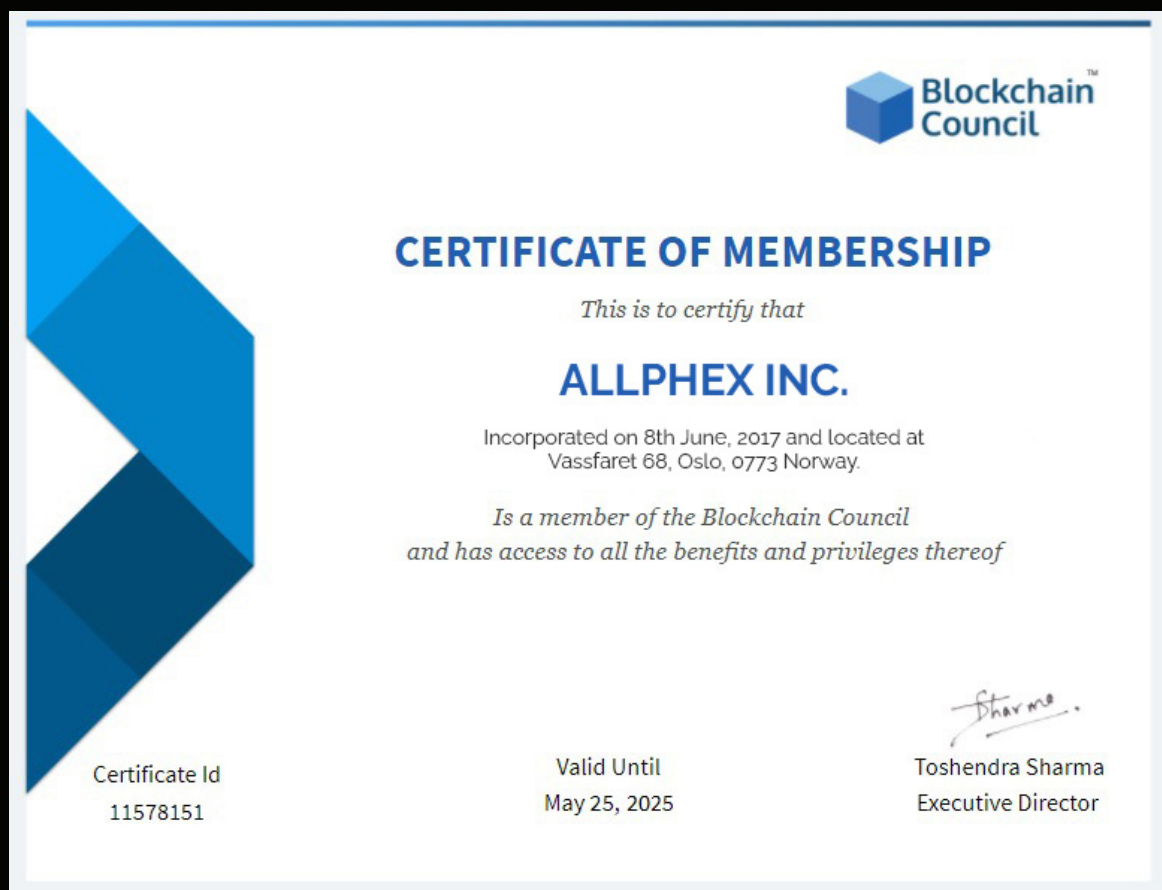 Blockchain™
Council
CERTIFICATE OF MEMBERSHIP
This is to certify that
ALLPHEX INC.
Incorporated on 8th June, 2017 and located at
Vassfaret 68, Oslo, 0773 Norway.
Is a member of the Blockchain Council
and has access to all the benefits and privileges thereof
Sharma.
Certificate Id
11578151
Valid Until
May 25, 2025
Toshendra Sharma
Executive Director